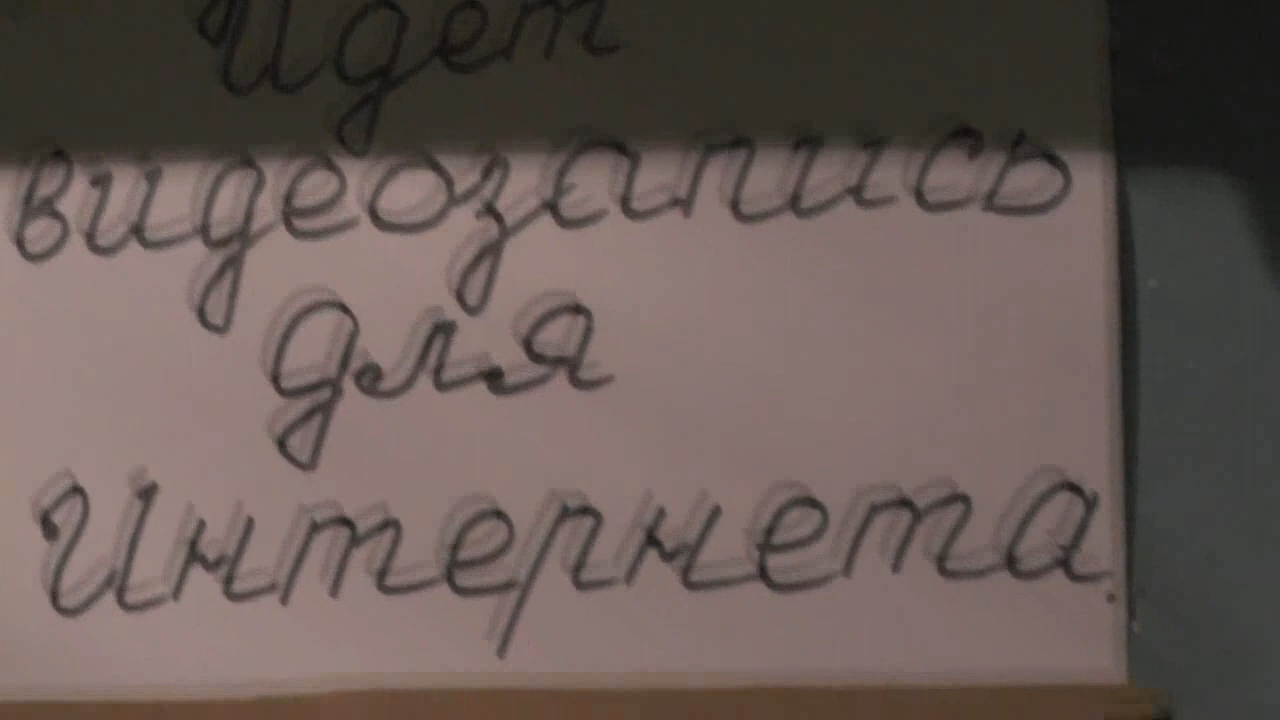 Идет
видеозапись
для
Интернета.